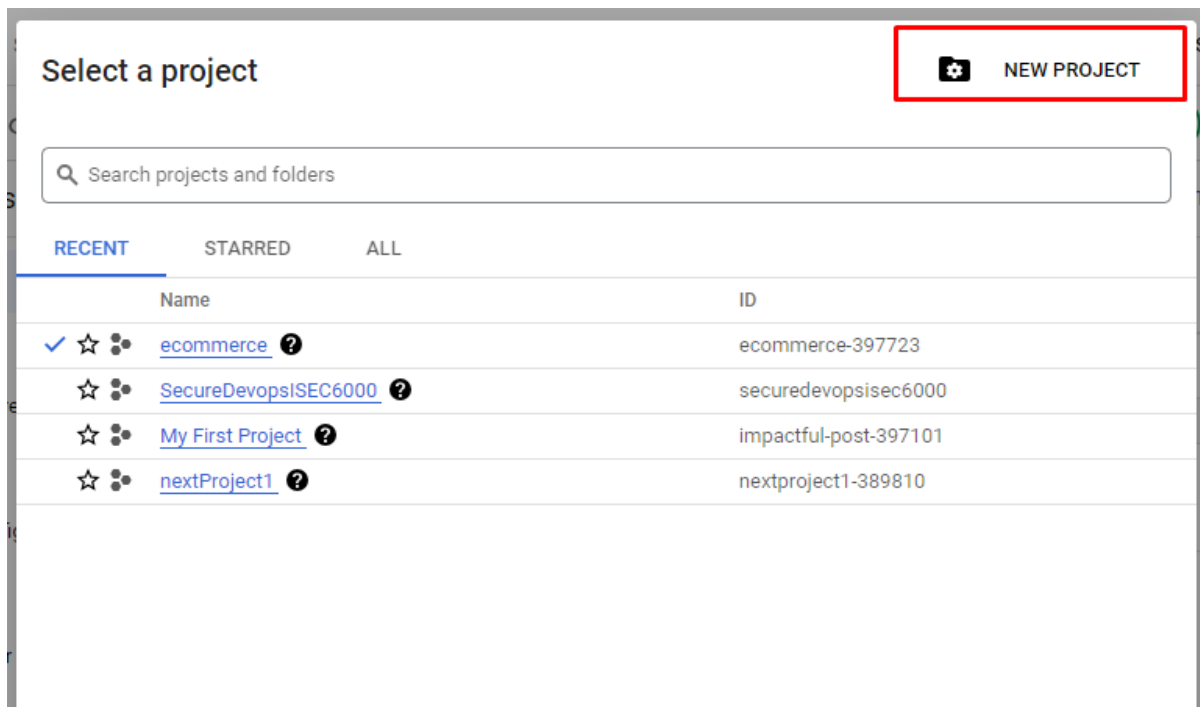 Select a project
NEW PROJECT
Search projects and folders
RECENT STARRED ALL
Name ID
ecommerce ecommerce-397723
SecureDevopsISEC6000 securedevopsisec6000
My First Project impactful-post-397101
nextProject1 nextproject1-389810